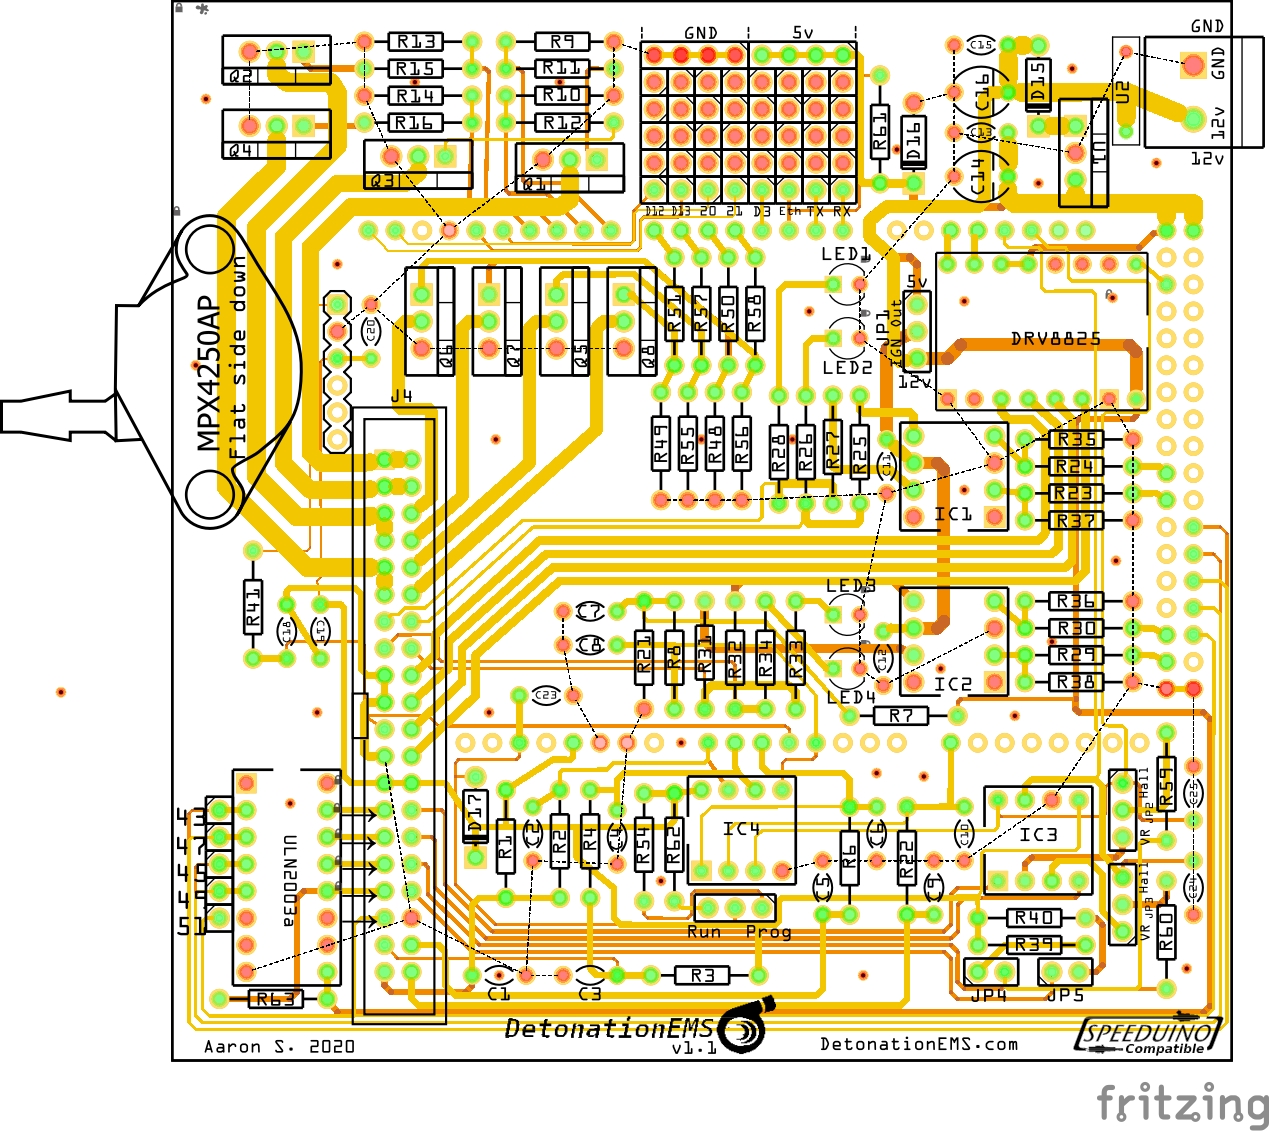 GND
R13
R9
GND
5v
C15
Q2
R15
R11
D15
U2
GND
R14
R10
C16
R16
R12
R61
D16
C13
12v
Q4
U1
12v
Q3
Q1
C14
D12 D13 20 21 D3 Eth TX RX
MPX4250AP
Flat side down
LED1
5v
R51
R57
R50
R58
C20
JP1
IGN Out
DRV8825
Q6
Q7
Q5
Q8
LED2
12v
J4
R49
R55
R48
R56
R28
R26
R27
R25
C11
R35
R24
R23
IC1
R37
LED3
R41
C18
C19
C7
R36
C8
R21
R8
R31
R32
R34
R33
C12
R30
R29
IC2
R38
C23
LED4
R7
R59
C25
VR JP2 Hall
43
47
D17
C2
IC4
IC3
R1
R2
R4
R54
R62
R6
C6
R22
C10
ULN2003a
45
C5
C9
VR JP3 Hall
51
Run Prog
R40
R60
R39
R63
C1
C3
R3
JP4
JP5
DetonationEMS
v1.1
Aaron S. 2020
DetonationEMS.com
SPEEDUINO
Compatible
fritzing